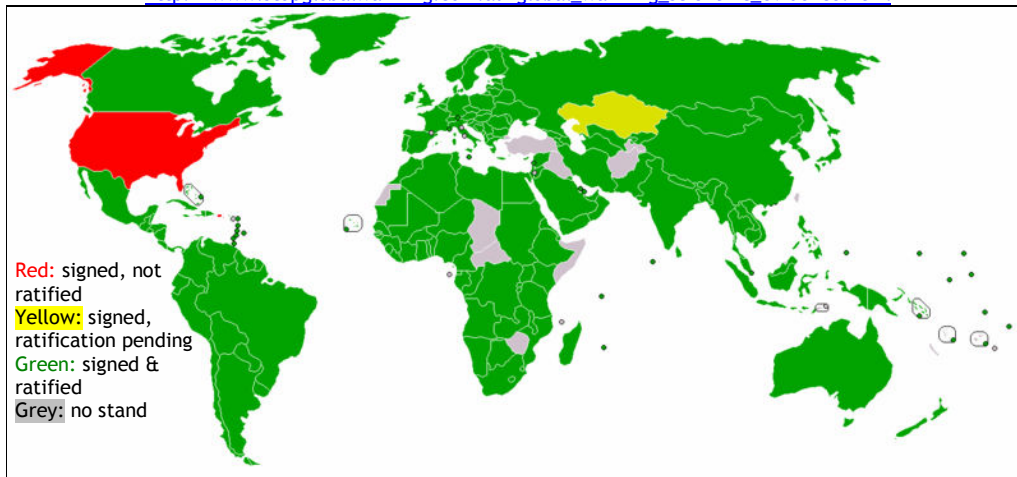 Red: signed, not
ratified
Yellow: signed,
ratification pending
Green: signed &
ratified
Grey: no stand